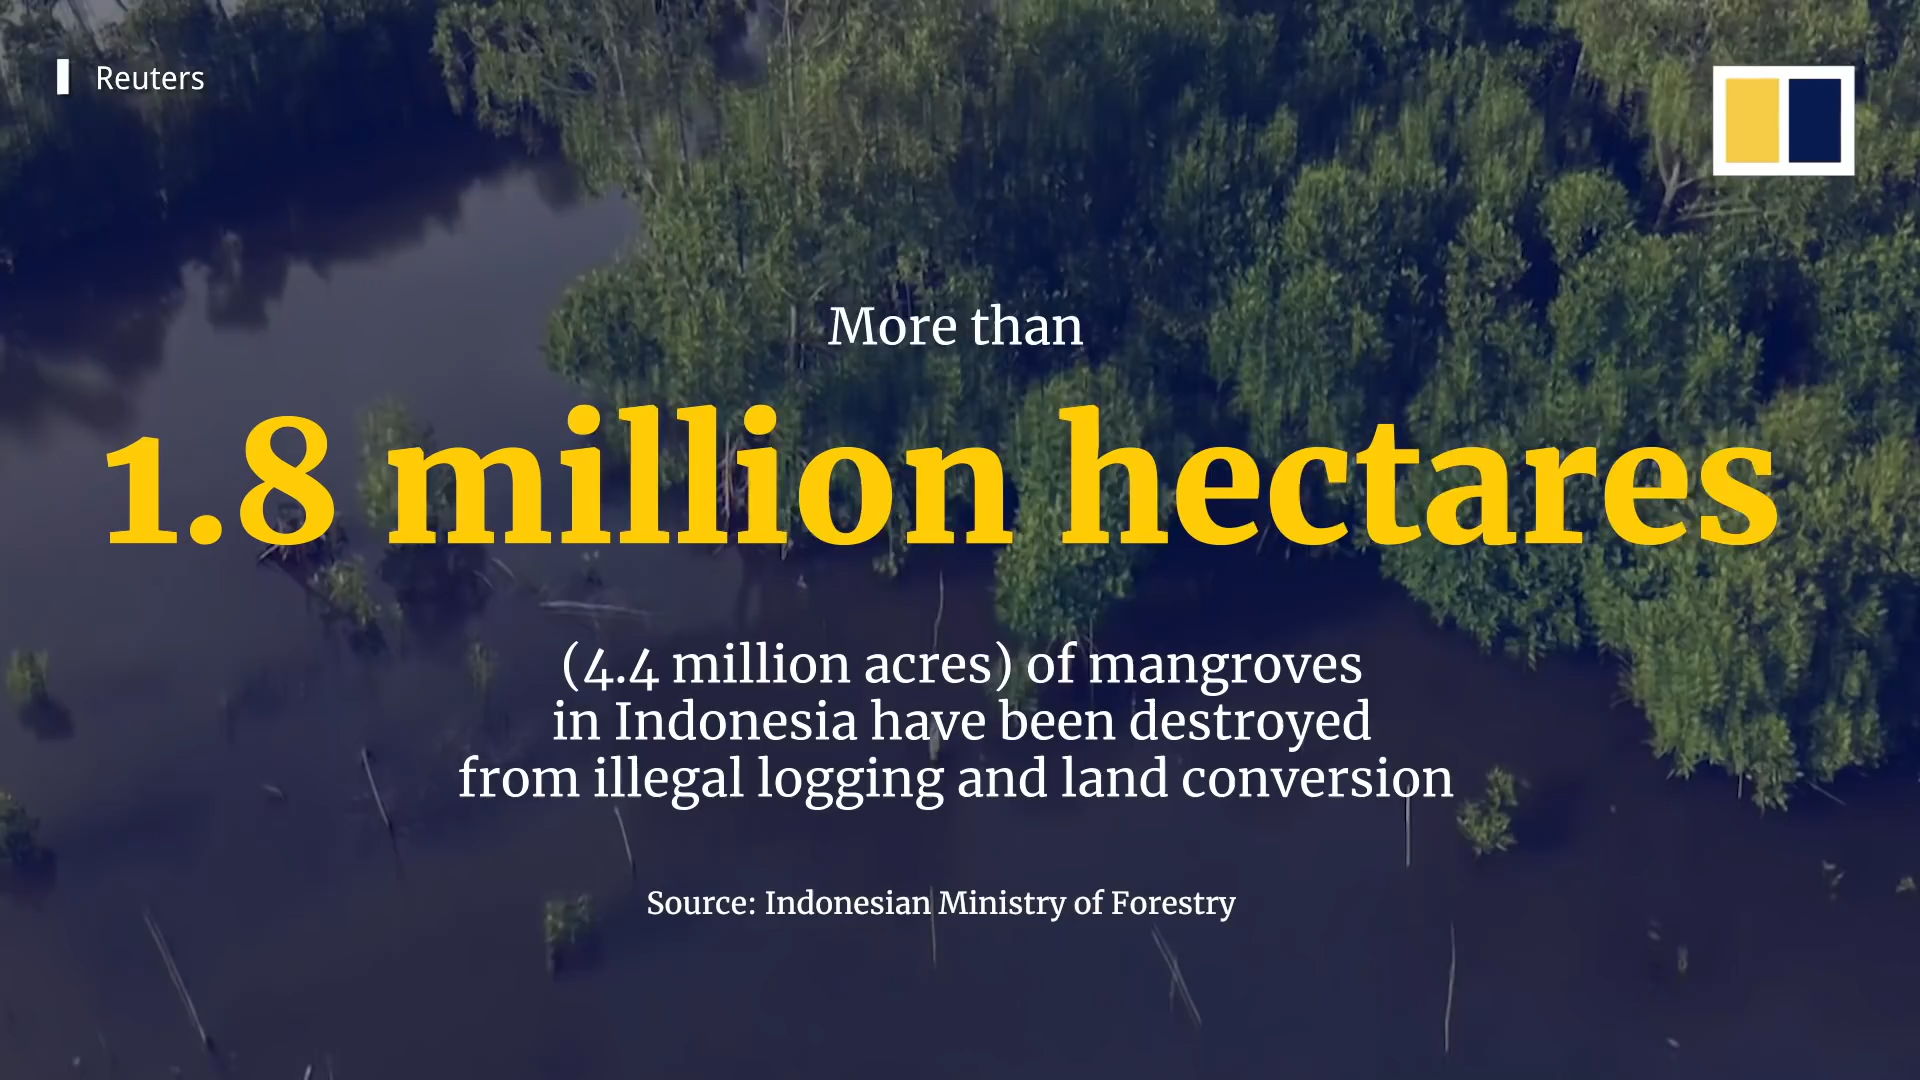 Reuters
More than
1.8 million hectares
(4.4 million acres) of mangroves
in Indonesia have been destroyed
from illegal logging and land conversion
Source: Indonesian Ministry of Forestry